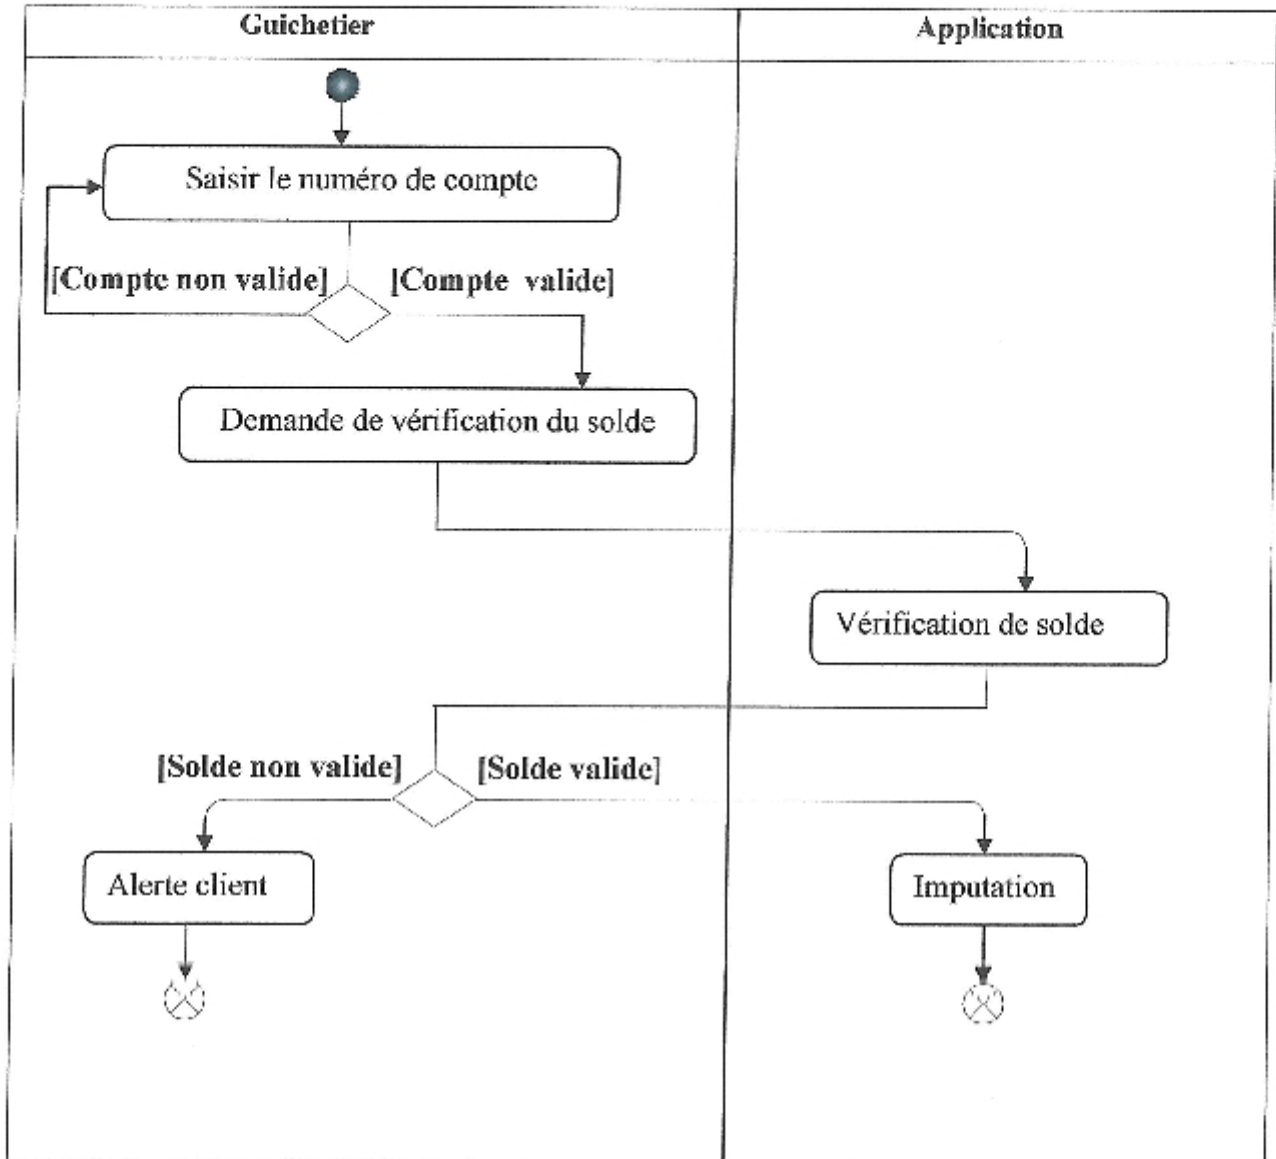 Guichetier
Application
Saisir le numéro de compte
[Compte non valide]
[Compte valide]
Demande de vérification du solde
Vérification de solde
[Solde non valide]
[Solde valide]
Alerte client
Imputation